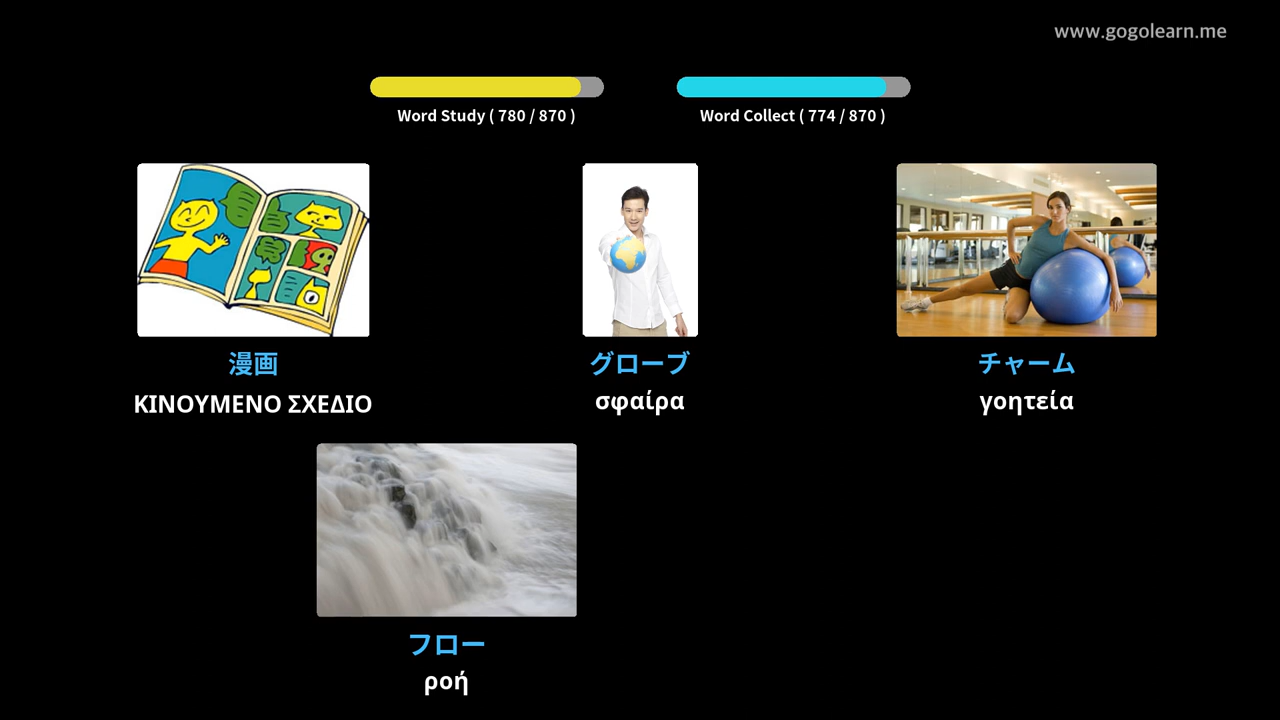 www.gogolearn.me
Word Study ( 780 / 870 )
Word Collect ( 774 / 870 )
漫画
ΚΙΝΟΥΜΕΝΟ ΣΧΕΔΙΟ
グローブ
σφαίρα
チャーム
γοητεία
フロー
ροή